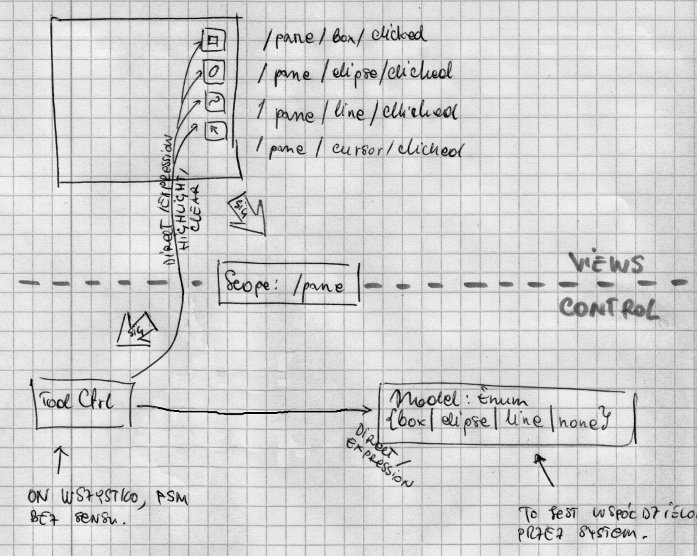 /pane/box/clicked
/pane/elipse/clicked
/pane/line/clicked
/pane/cursor/clicked
DIRECT/EXPRESSION
HIGHLIGHT/
CLEAR
SIG
VIEWS
Scope: /pane
CONTROL
SIG
Tool Ctrl
Model: Enum
{box|elipse|line|none}
DIRECT/
EXPRESSION
ON WSZYSTKO, FSM
BEZ SENSU.
TO JEST WSPÓŁDZIELO
PRZEZ SYSTEM.